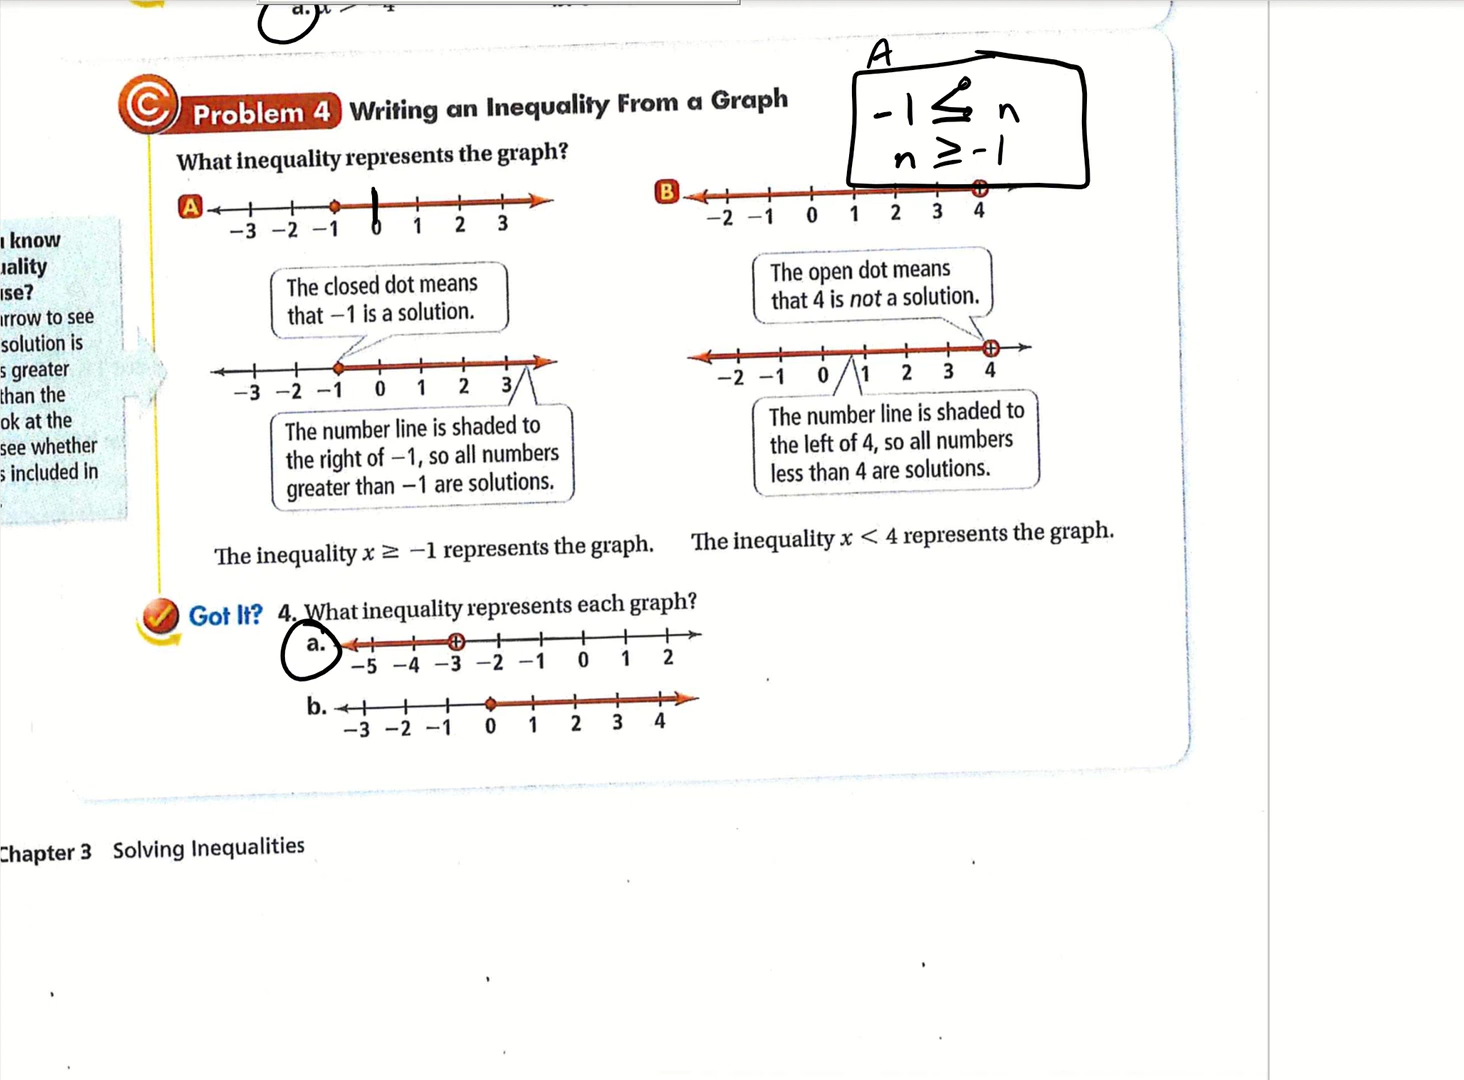 a.
Problem 4 Writing an Inequality From a Graph
What inequality represents the graph?
A
-1 ≤ n
n ≥ -1
A
−3 −2 −1 0 1 2 3
B
−2 −1 0 1 2 3 4
know
uality
use?
arrow to see
solution is
s greater
than the
ok at the
see whether
s included in
The closed dot means
that −1 is a solution.
−3 −2 −1 0 1 2 3
The number line is shaded to
the right of −1, so all numbers
greater than −1 are solutions.
The inequality x ≥ −1 represents the graph.
The open dot means
that 4 is not a solution.
−2 −1 0 1 2 3 4
The number line is shaded to
the left of 4, so all numbers
less than 4 are solutions.
The inequality x < 4 represents the graph.
Got It? 4. What inequality represents each graph?
a.
−5 −4 −3 −2 −1 0 1 2
b.
−3 −2 −1 0 1 2 3 4
Chapter 3 Solving Inequalities